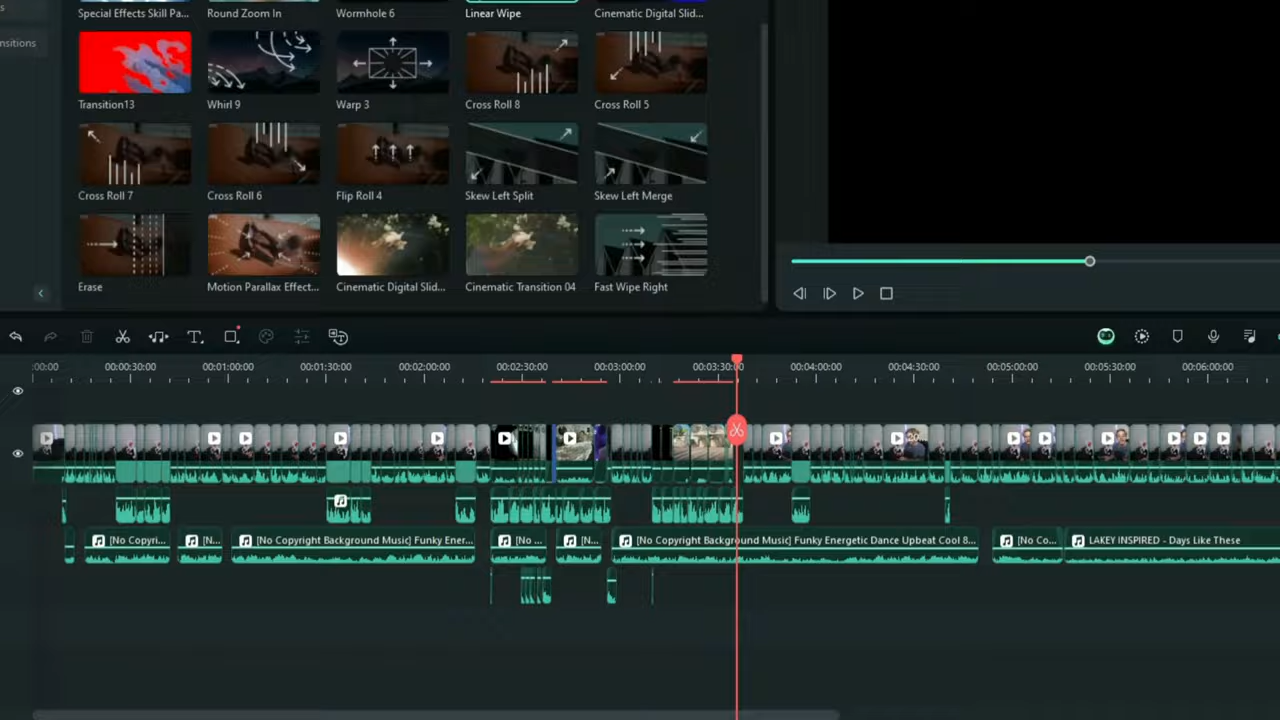 s
Special Effects Skill Pa...
Round Zoom In
Wormhole 6
Linear Wipe
Cinematic Digital Slid...
nsitions
Transition13
Whirl 9
Warp 3
Cross Roll 8
Cross Roll 5
Cross Roll 7
Cross Roll 6
Flip Roll 4
Skew Left Split
Skew Left Merge
Erase
Motion Parallax Effect...
Cinematic Digital Slid...
Cinematic Transition 04
Fast Wipe Right
:00:00
00:00:30:00
00:01:00:00
00:01:30:00
00:02:00:00
00:02:30:00
00:03:00:00
00:03:30:00
00:04:00:00
00:04:30:00
00:05:00:00
00:05:30:00
00:06:00:00
[No Copyri...
[N...
[No Copyright Background Music] Funky Ener...
[No ...
[N...
[No Copyright Background Music] Funky Energetic Dance Upbeat Cool 8...
[No Co...
LAKEY INSPIRED - Days Like These